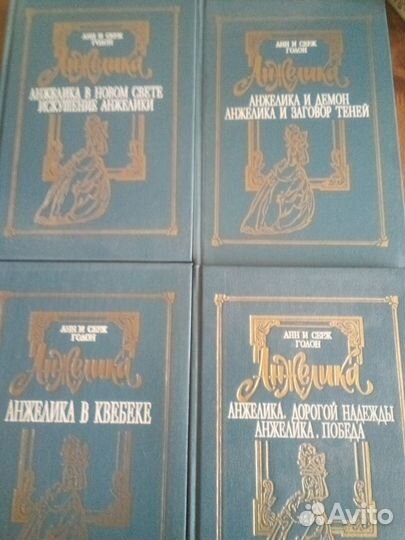 АНН И СЕРЖ
ГОЛОН
Анжелика
АНЖЕЛИКА В НОВОМ СВЕТЕ
ИСКУШЕНИЕ АНЖЕЛИКИ
АНН И СЕРЖ
ГОЛОН
Анжелика
АНЖЕЛИКА И ДЕМОН
АНЖЕЛИКА И ЗАГОВОР ТЕНЕЙ
АНН И СЕРЖ
ГОЛОН
Анжелика
АНЖЕЛИКА В КВЕБЕКЕ
АНН И СЕРЖ
ГОЛОН
Анжелика
АНЖЕЛИКА. ДОРОГОЙ НАДЕЖДЫ
АНЖЕЛИКА. ПОБЕДА
Avito